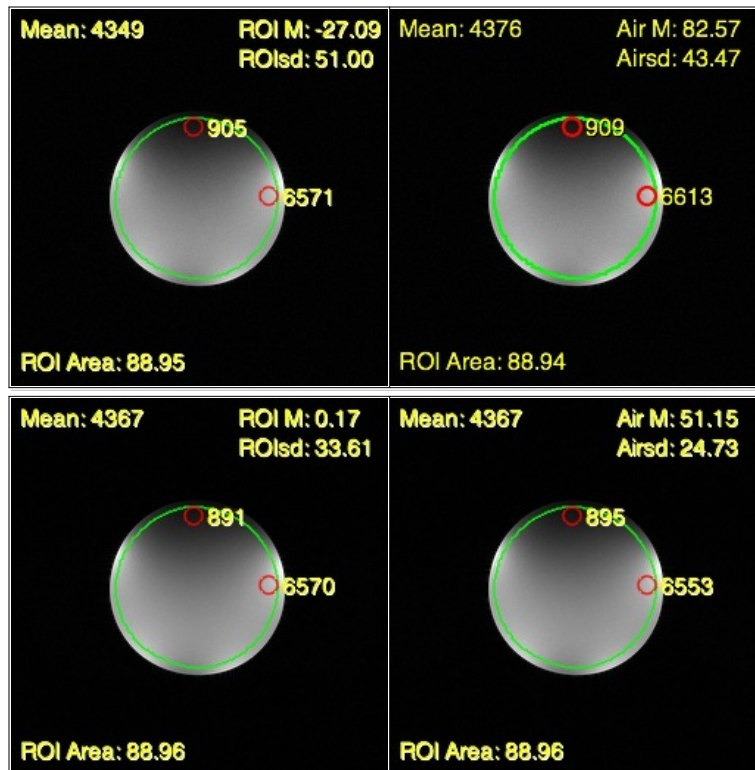 Mean: 4349 ROI M: -27.09
ROIsd: 51.00
905
6571
ROI Area: 88.95
Mean: 4376 Air M: 82.57
Airsd: 43.47
909
6613
ROI Area: 88.94
Mean: 4367 ROI M: 0.17
ROIsd: 33.61
891
6570
ROI Area: 88.96
Mean: 4367 Air M: 51.15
Airsd: 24.73
895
6553
ROI Area: 88.96